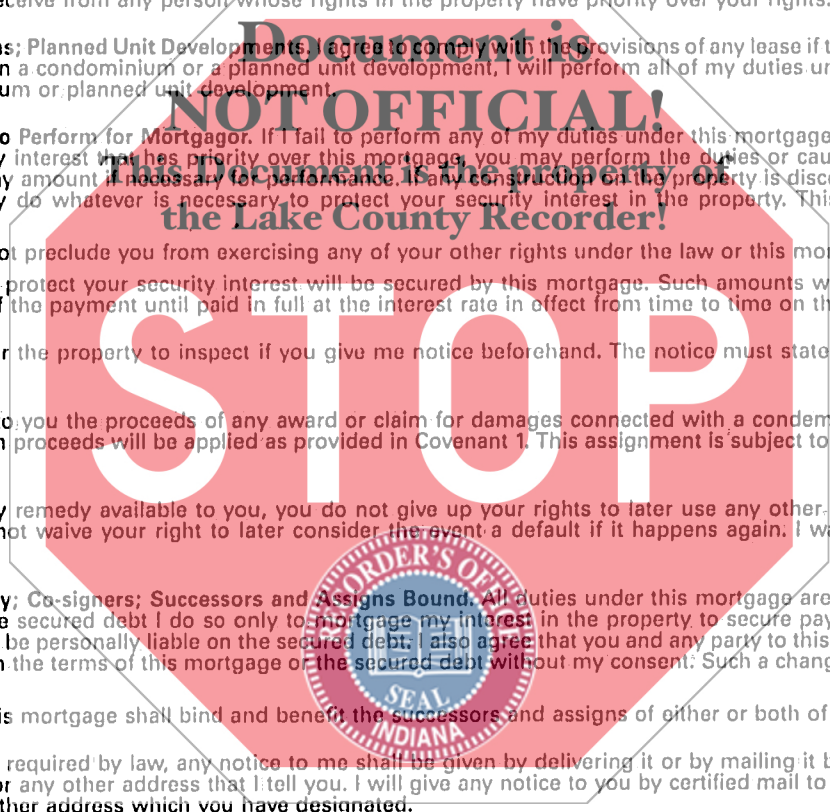 eceive from any person whose rights in the property have priority over your rights.
s; Planned Unit Developments. I agree to comply with the provisions of any lease if t
n a condominium or a planned unit development, I will perform all of my duties un
um or planned unit development.
Document is
NOT OFFICIAL!
This Document is the property of
the Lake County Recorder!
o Perform for Mortgagor. If I fail to perform any of my duties under this mortgage
y interest that has priority over this mortgage, you may perform the duties or cau
y amount if necessary for performance. If any construction on the property is disc
y do whatever is necessary to protect your security interest in the property. This
ot preclude you from exercising any of your other rights under the law or this mor
protect your security interest will be secured by this mortgage. Such amounts w
f the payment until paid in full at the interest rate in effect from time to time on th
STOP
r the property to inspect if you give me notice beforehand. The notice must state
o you the proceeds of any award or claim for damages connected with a condem
n proceeds will be applied as provided in Covenant 1. This assignment is subject to
y remedy available to you, you do not give up your rights to later use any other
not waive your right to later consider the event a default if it happens again. I wa
y; Co-signers; Successors and Assigns Bound. All duties under this mortgage are
e secured debt I do so only to mortgage my interest in the property to secure pay
be personally liable on the secured debt. I also agree that you and any party to this
n the terms of this mortgage or the secured debt without my consent. Such a chang
is mortgage shall bind and benefit the successors and assigns of either or both of
RECORDER'S OFFICE
SEAL
INDIANA
required by law, any notice to me shall be given by delivering it or by mailing it b
or any other address that I tell you. I will give any notice to you by certified mail to
ther address which you have designated.